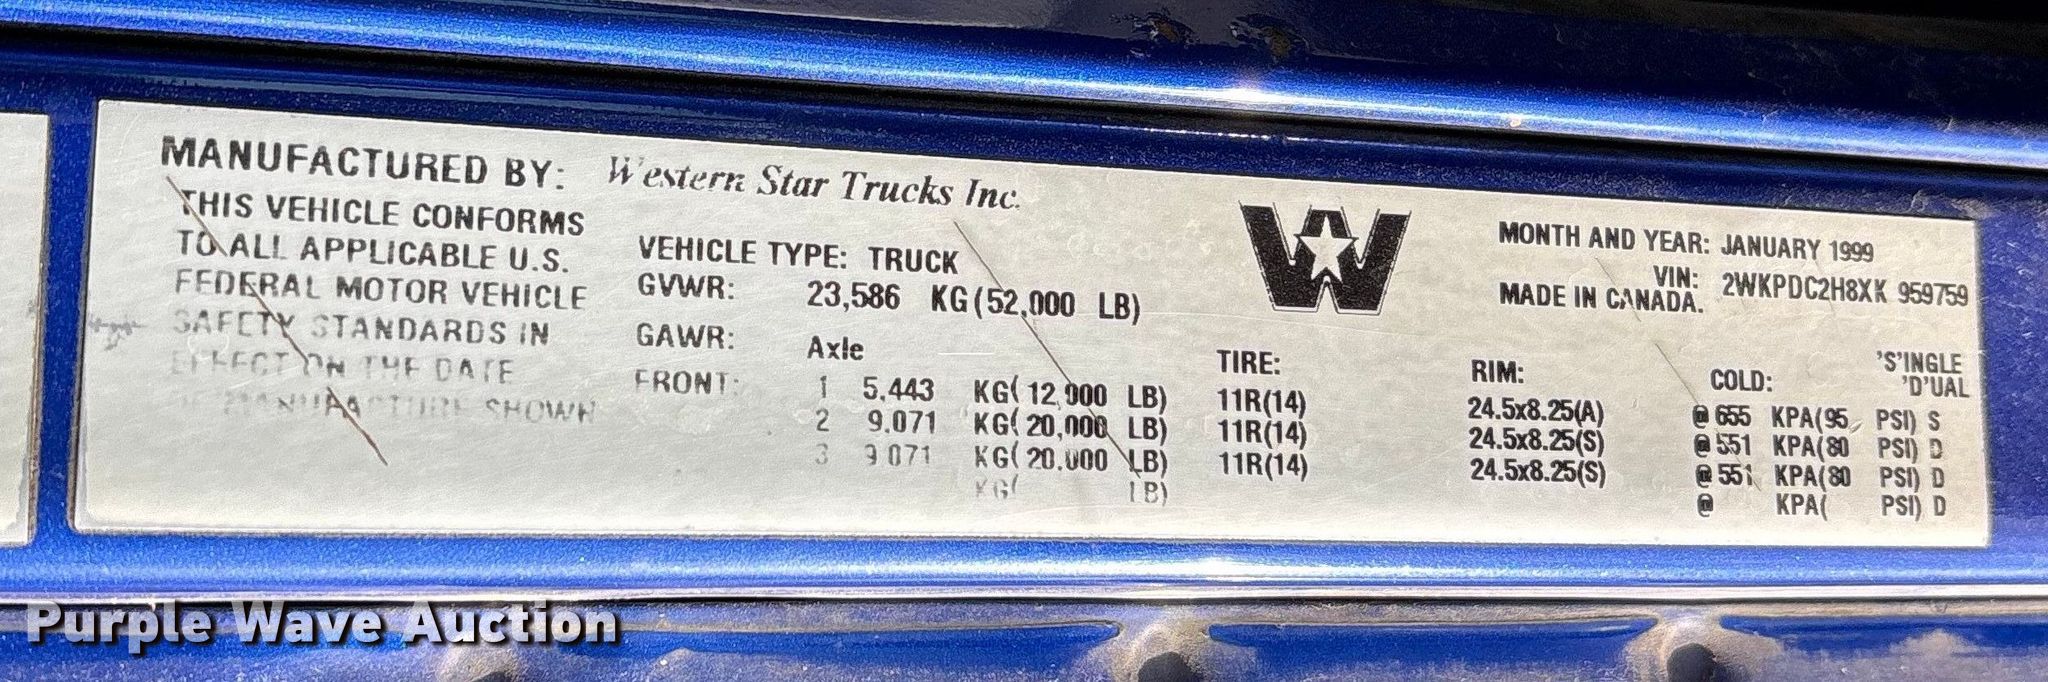 MANUFACTURED BY: Western Star Trucks Inc.
THIS VEHICLE CONFORMS
TO ALL APPLICABLE U.S.
FEDERAL MOTOR VEHICLE
SAFETY STANDARDS IN
EFFECT ON THE DATE
OF MANUFACTURE SHOWN
VEHICLE TYPE: TRUCK
GVWR: 23,586 KG (52,000 LB)
GAWR: Axle
FRONT: 1 5,443 KG( 12,000 LB)
2 9.071 KG( 20,000 LB)
3 9 071 KG( 20.000 LB)
KG( LB)
TIRE:
11R(14)
11R(14)
11R(14)
W
MONTH AND YEAR: JANUARY 1999
VIN: 2WKPDC2H8XK 959759
MADE IN CANADA.
RIM:
24.5x8.25(A)
24.5x8.25(S)
24.5x8.25(S)
COLD: 'S'INGLE
'D'UAL
@ 655 KPA(95 PSI) S
@ 551 KPA(80 PSI) D
@ 551 KPA(80 PSI) D
@ KPA( PSI) D
Purple Wave Auction